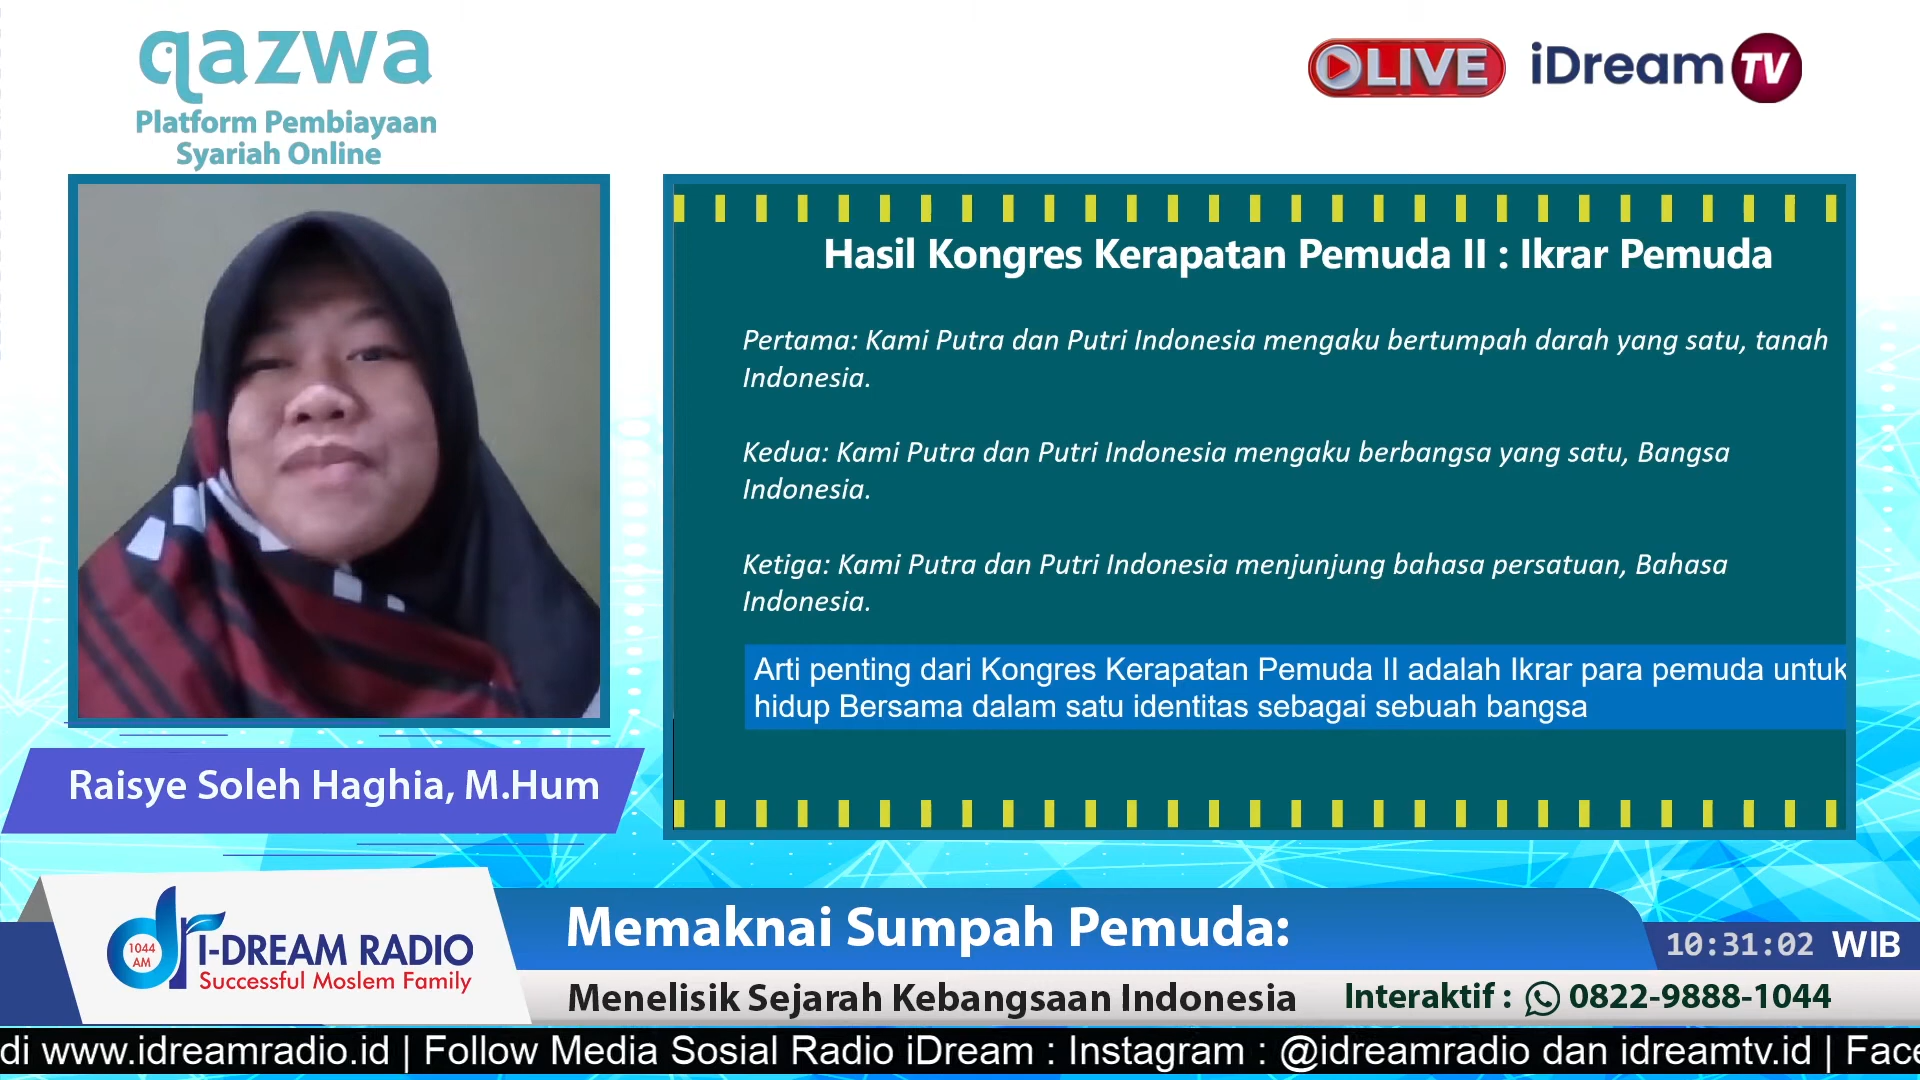 qazwa
Platform Pembiayaan
Syariah Online
LIVE
iDream TV
Hasil Kongres Kerapatan Pemuda II : Ikrar Pemuda
Pertama: Kami Putra dan Putri Indonesia mengaku bertumpah darah yang satu, tanah
Indonesia.
Kedua: Kami Putra dan Putri Indonesia mengaku berbangsa yang satu, Bangsa
Indonesia.
Ketiga: Kami Putra dan Putri Indonesia menjunjung bahasa persatuan, Bahasa
Indonesia.
Arti penting dari Kongres Kerapatan Pemuda II adalah Ikrar para pemuda untuk
hidup Bersama dalam satu identitas sebagai sebuah bangsa
Raisye Soleh Haghia, M.Hum
dr
1044
AM
I-DREAM RADIO
Successful Moslem Family
Memaknai Sumpah Pemuda:
10:31:02 WIB
Menelisik Sejarah Kebangsaan Indonesia
Interaktif : 0822-9888-1044
di www.idreamradio.id | Follow Media Sosial Radio iDream : Instagram : @idreamradio dan idreamtv.id | Face